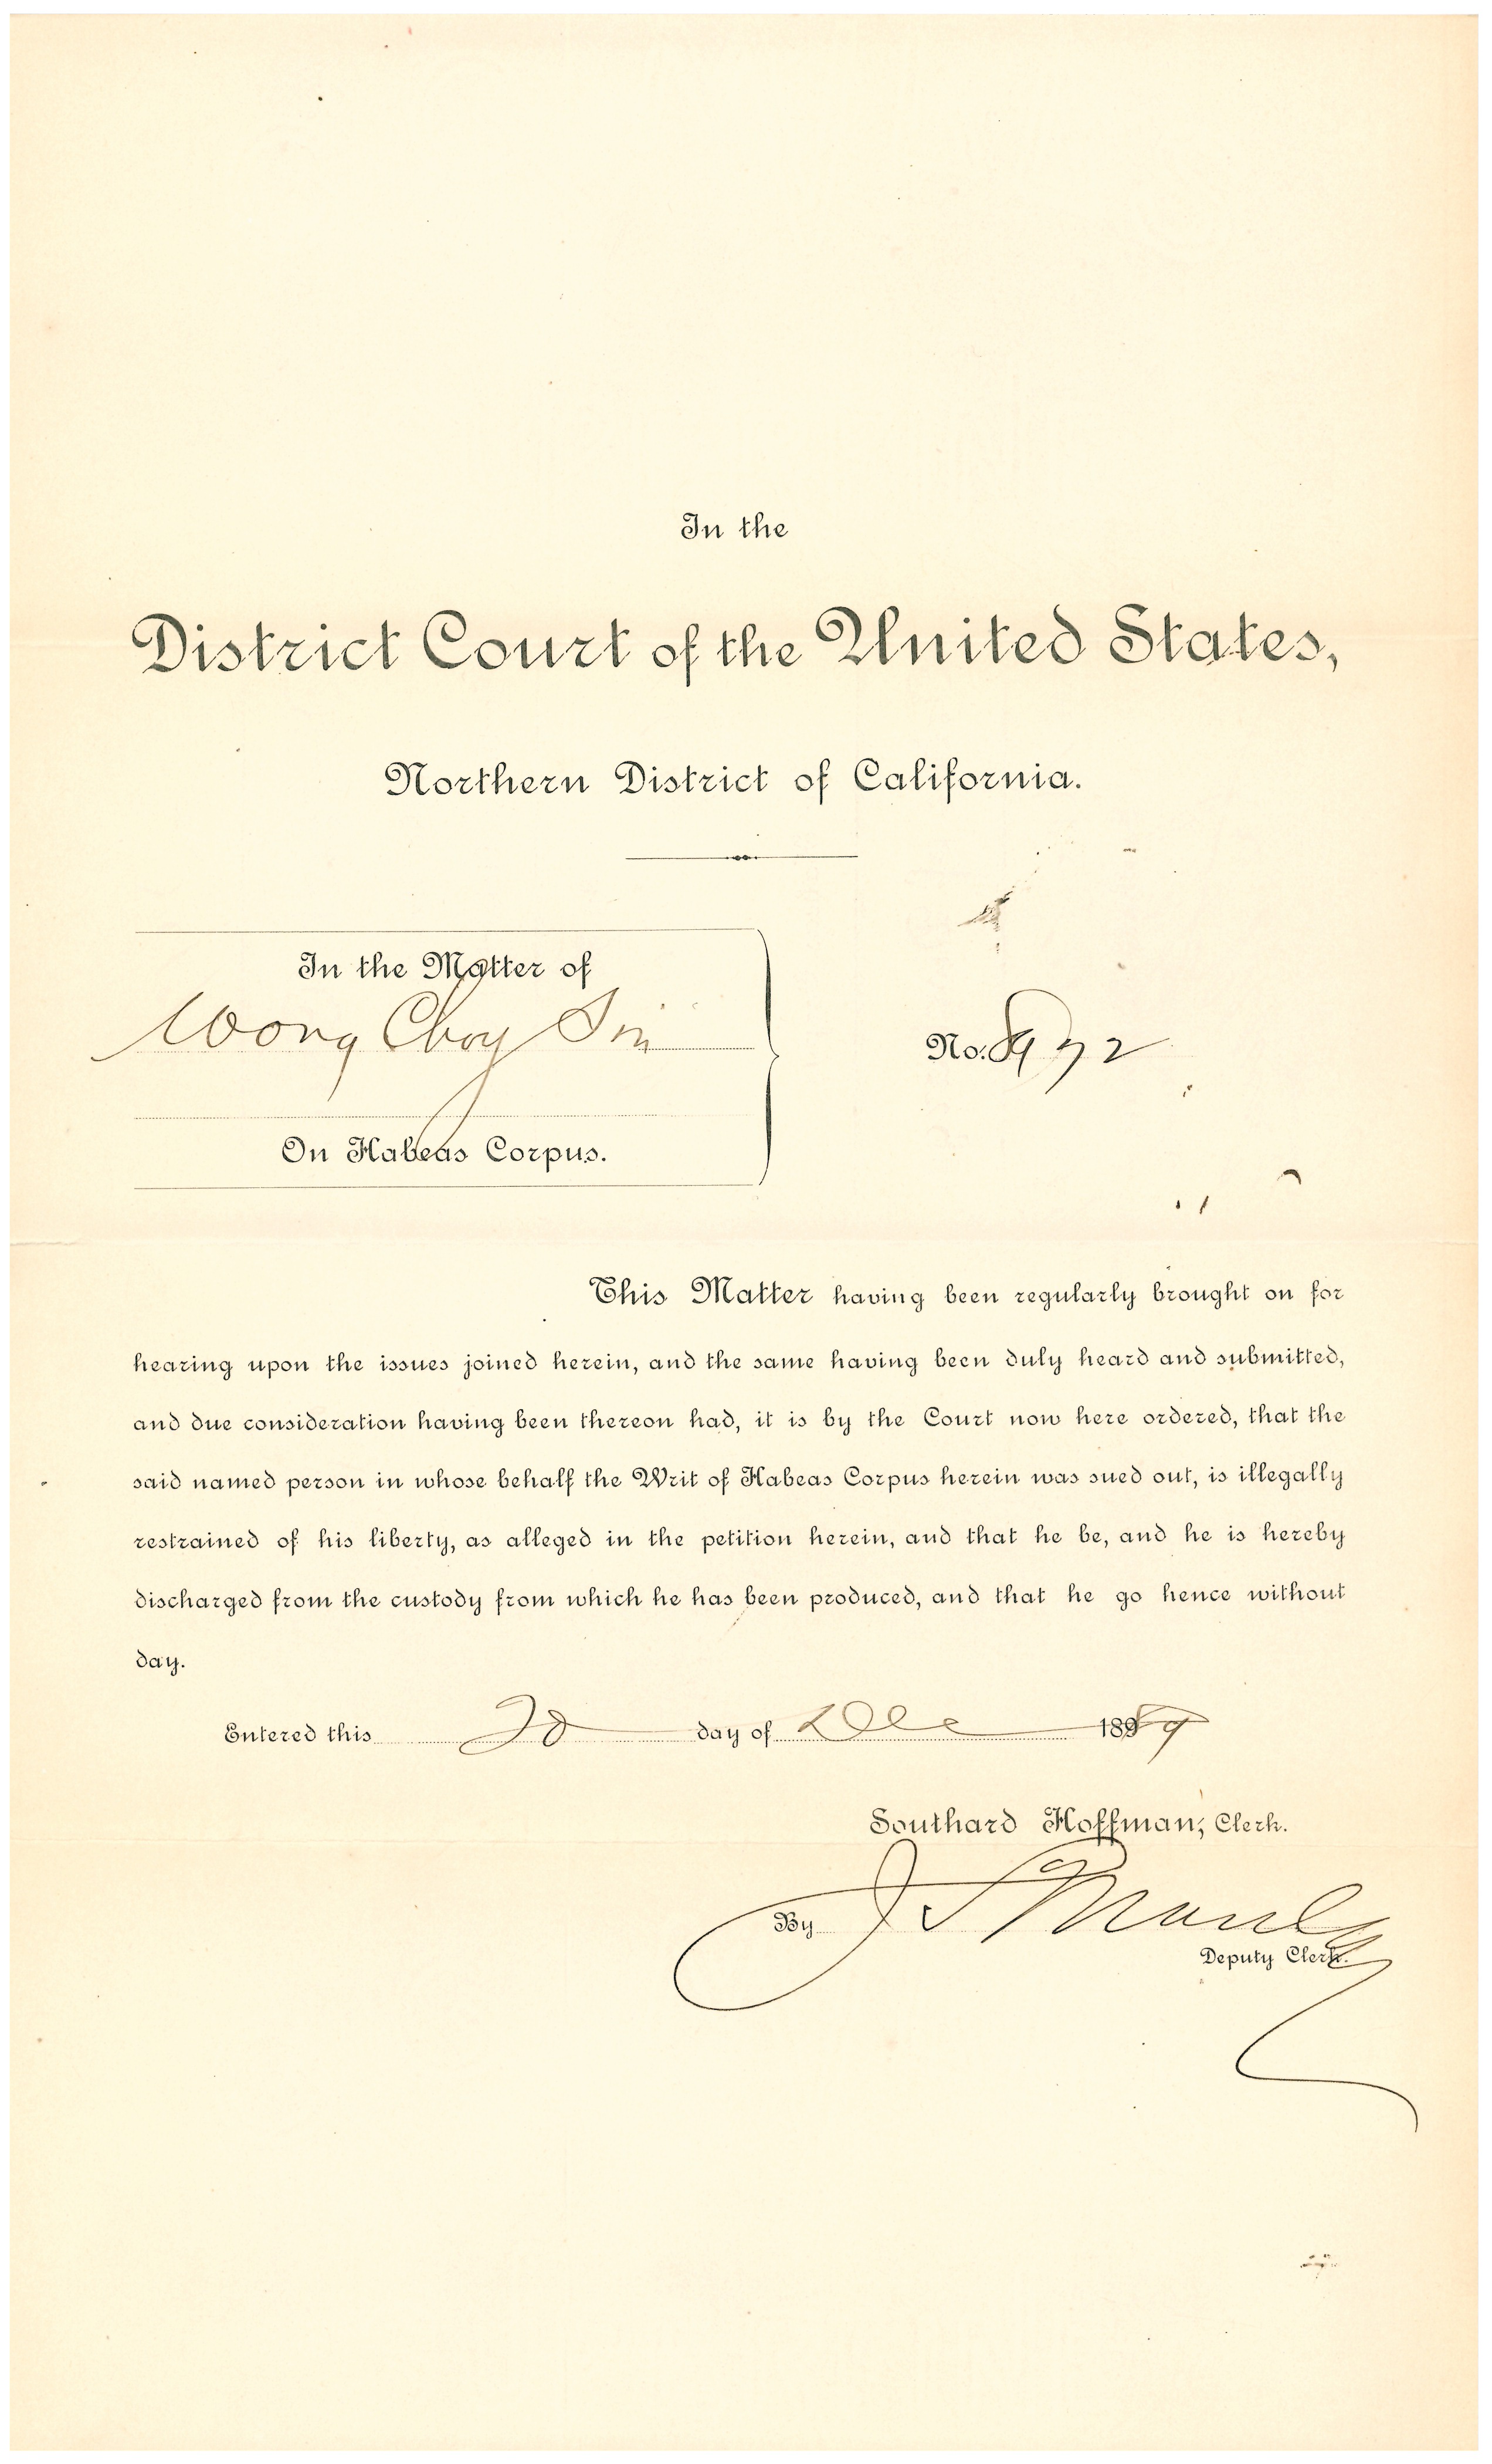 In the
District Court of the United States,
Northern District of California.
In the Matter of
Wong Choy Sin
No. 8972
On Habeas Corpus.
This Matter having been regularly brought on for
hearing upon the issues joined herein, and the same having been duly heard and submitted,
and due consideration having been thereon had, it is by the Court now here ordered, that the
said named person in whose behalf the Writ of Habeas Corpus herein was sued out, is illegally
restrained of his liberty, as alleged in the petition herein, and that he be, and he is hereby
discharged from the custody from which he has been produced, and that he go hence without
day.
Entered this day of Dec 1889
Southard Hoffman, Clerk.
By
Deputy Clerk.